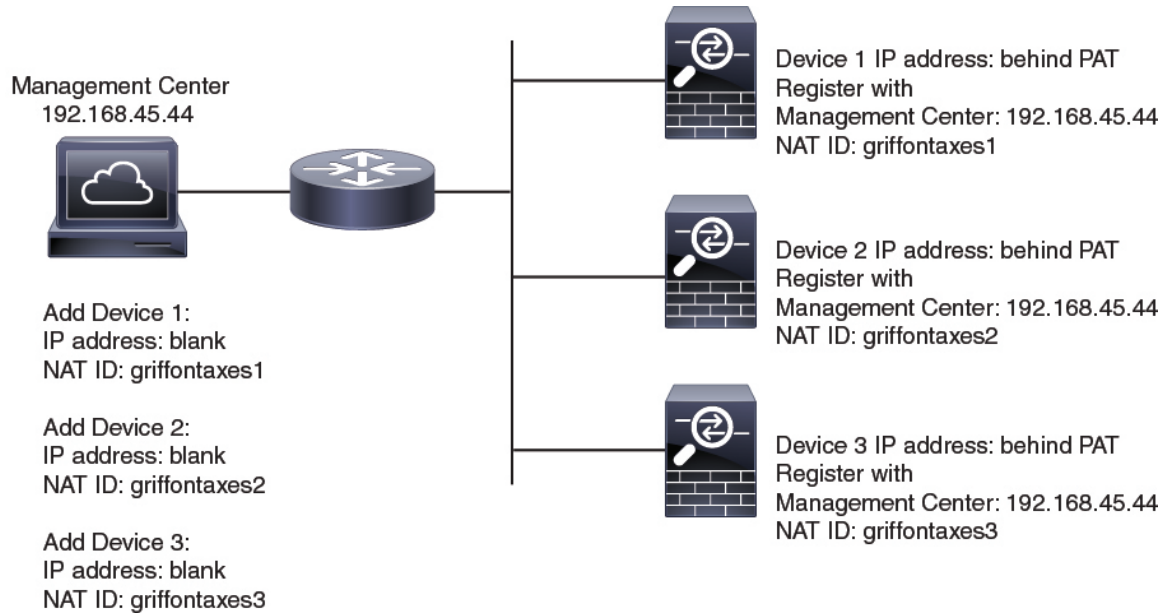 Management Center
192.168.45.44
Add Device 1:
IP address: blank
NAT ID: griffontaxes1
Add Device 2:
IP address: blank
NAT ID: griffontaxes2
Add Device 3:
IP address: blank
NAT ID: griffontaxes3
Device 1 IP address: behind PAT
Register with
Management Center: 192.168.45.44
NAT ID: griffontaxes1
Device 2 IP address: behind PAT
Register with
Management Center: 192.168.45.44
NAT ID: griffontaxes2
Device 3 IP address: behind PAT
Register with
Management Center: 192.168.45.44
NAT ID: griffontaxes3